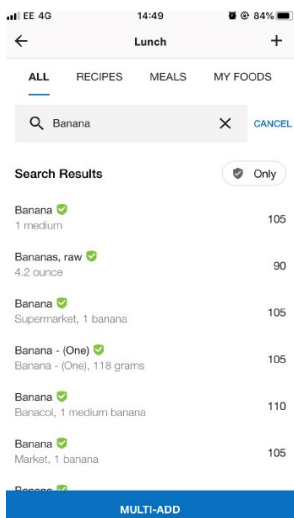 EE 4G 14:49 84%
Lunch
ALL RECIPES MEALS MY FOODS
Banana CANCEL
Search Results Only
Banana
1 medium 105
Bananas, raw
4.2 ounce 90
Banana
Supermarket, 1 banana 105
Banana - (One)
Banana - (One), 118 grams 105
Banana
Banacol, 1 medium banana 110
Banana
Market, 1 banana 105
Banana
MULTI-ADD